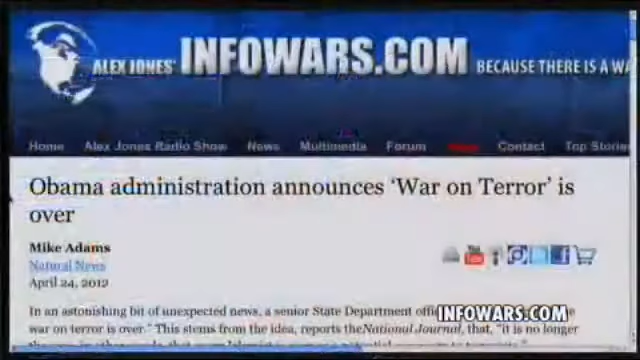 ALEX JONES' INFOWARS.COM BECAUSE THERE IS A WA
Home Alex Jones Radio Show News Multimedia Forum Contact Top Stories
Obama administration announces 'War on Terror' is
over
Mike Adams
Natural News
April 24, 2012
In an astonishing bit of unexpected news, a senior State Department
INFOWARS.COM
war on terror is over." This stems from the idea, reports the National Journal, that, "it is no longer